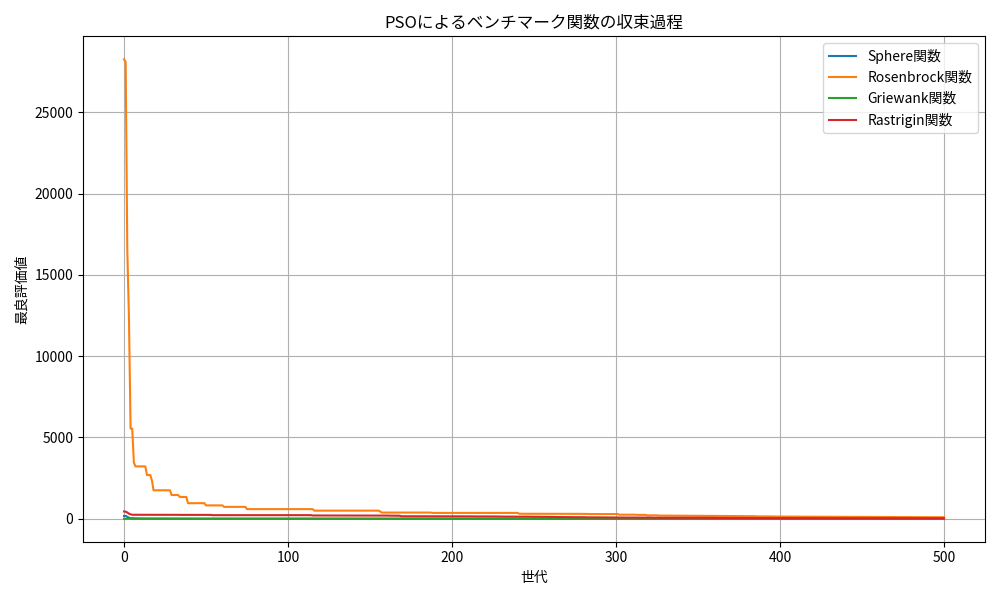 PSOによるベンチマーク関数の収束過程
Sphere関数
Rosenbrock関数
Griewank関数
Rastrigin関数
最良評価値
25000
20000
15000
10000
5000
0
0 100 200 300 400 500
世代